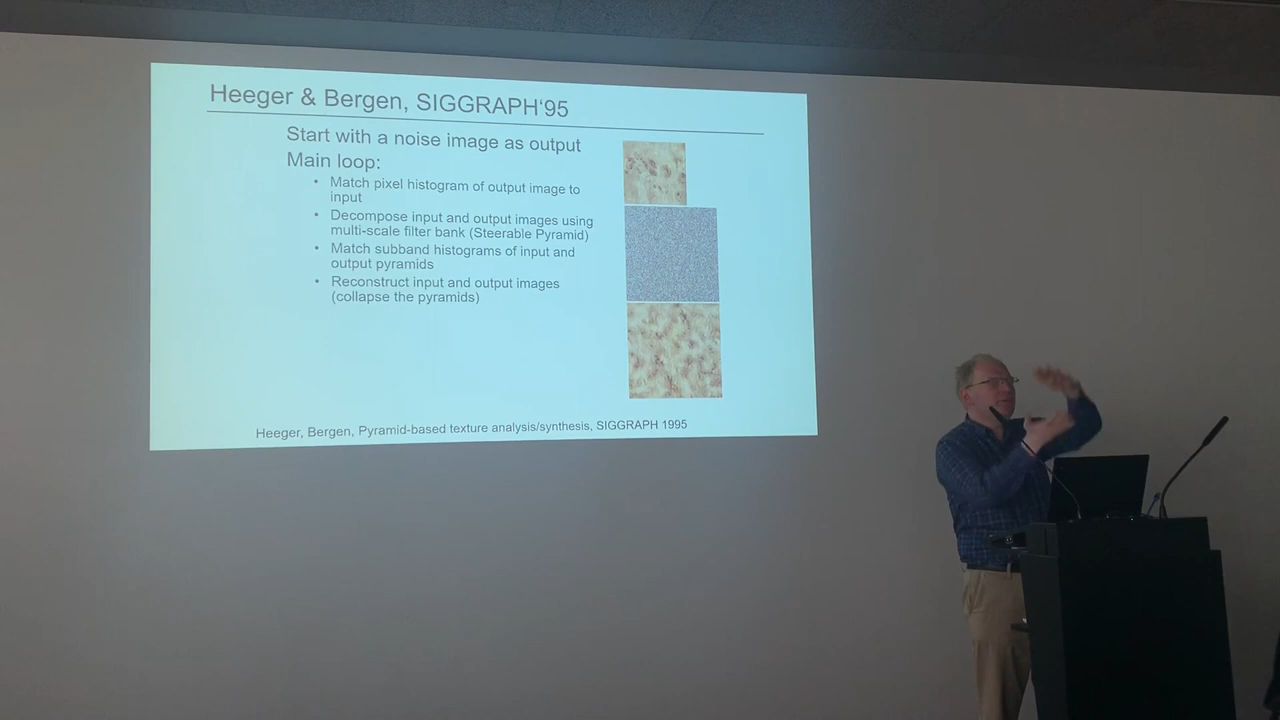 Heeger & Bergen, SIGGRAPH‘95
Start with a noise image as output
Main loop:
• Match pixel histogram of output image to
input
• Decompose input and output images using
multi-scale filter bank (Steerable Pyramid)
• Match subband histograms of input and
output pyramids
• Reconstruct input and output images
(collapse the pyramids)
Heeger, Bergen, Pyramid-based texture analysis/synthesis, SIGGRAPH 1995